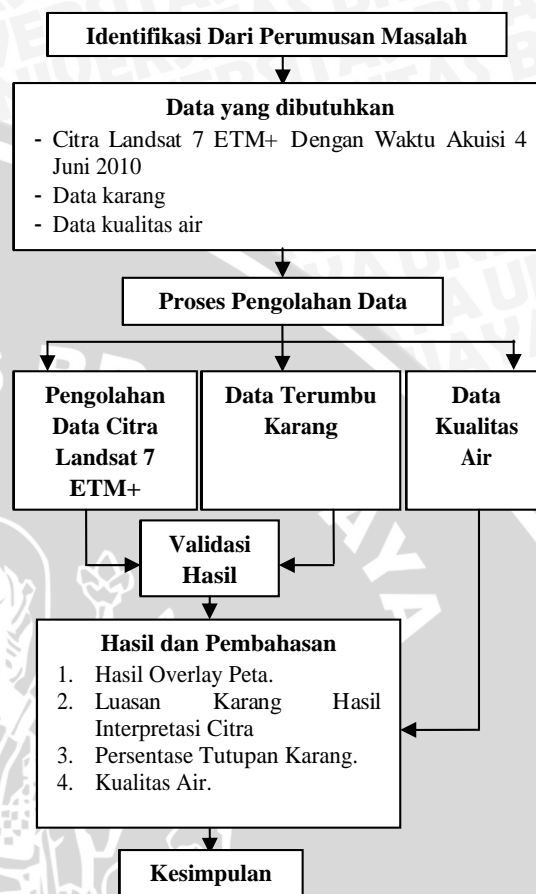 Identifikasi Dari Perumusan Masalah
Data yang dibutuhkan
- Citra Landsat 7 ETM+ Dengan Waktu Akuisi 4
Juni 2010
- Data karang
- Data kualitas air
Proses Pengolahan Data
Pengolahan
Data Citra
Landsat 7
ETM+
Data Terumbu
Karang
Data
Kualitas
Air
Validasi
Hasil
Hasil dan Pembahasan
1. Hasil Overlay Peta.
2. Luasan Karang Hasil
Interpretasi Citra
3. Persentase Tutupan Karang.
4. Kualitas Air.
Kesimpulan